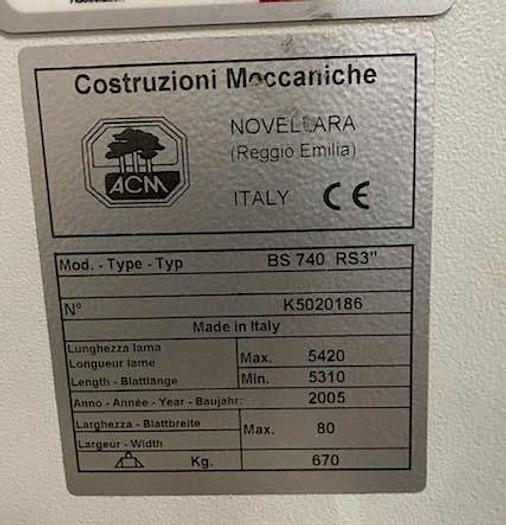 Costruzioni Meccaniche
NOVELLARA
(Reggio Emilia)
ACM
ITALY CE
Mod. - Type - Typ BS 740 RS3"
N° K5020186
Made in Italy
Lunghezza lama
Longueur lame
Length - Blattlänge
Max. 5420
Min. 5310
Anno - Année - Year - Baujahr: 2005
Larghezza - Blattbreite
Largeur - Width
Max. 80
Kg. 670